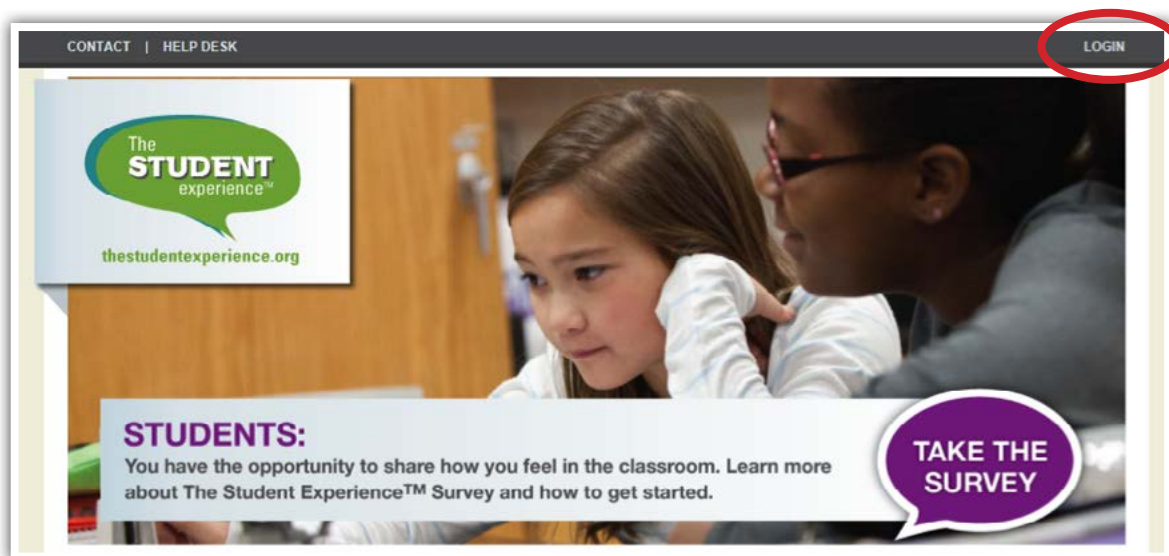 CONTACT | HELP DESK
LOGIN
The
STUDENT
experience™
thestudentexperience.org
STUDENTS:
You have the opportunity to share how you feel in the classroom. Learn more
about The Student Experience™ Survey and how to get started.
TAKE THE
SURVEY